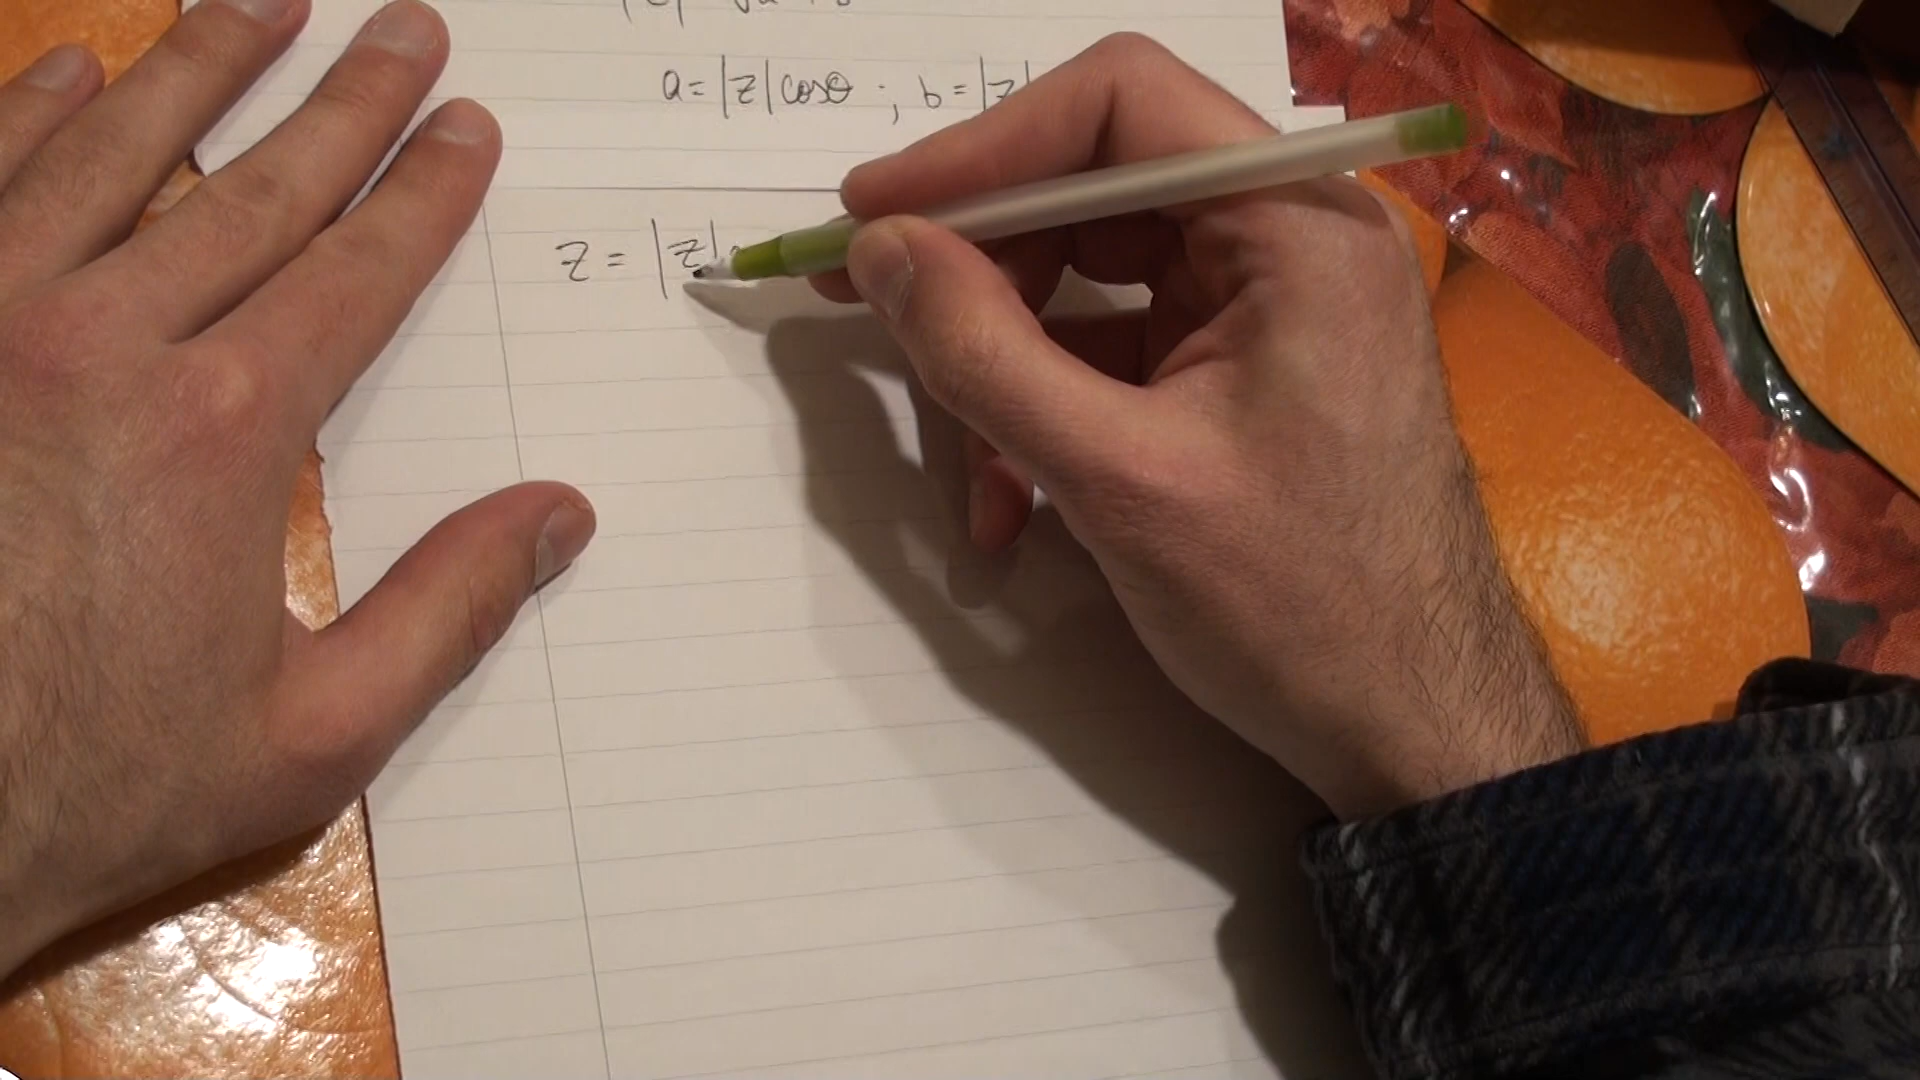 a = |z| cosθ ; b = |z|
z = |z|